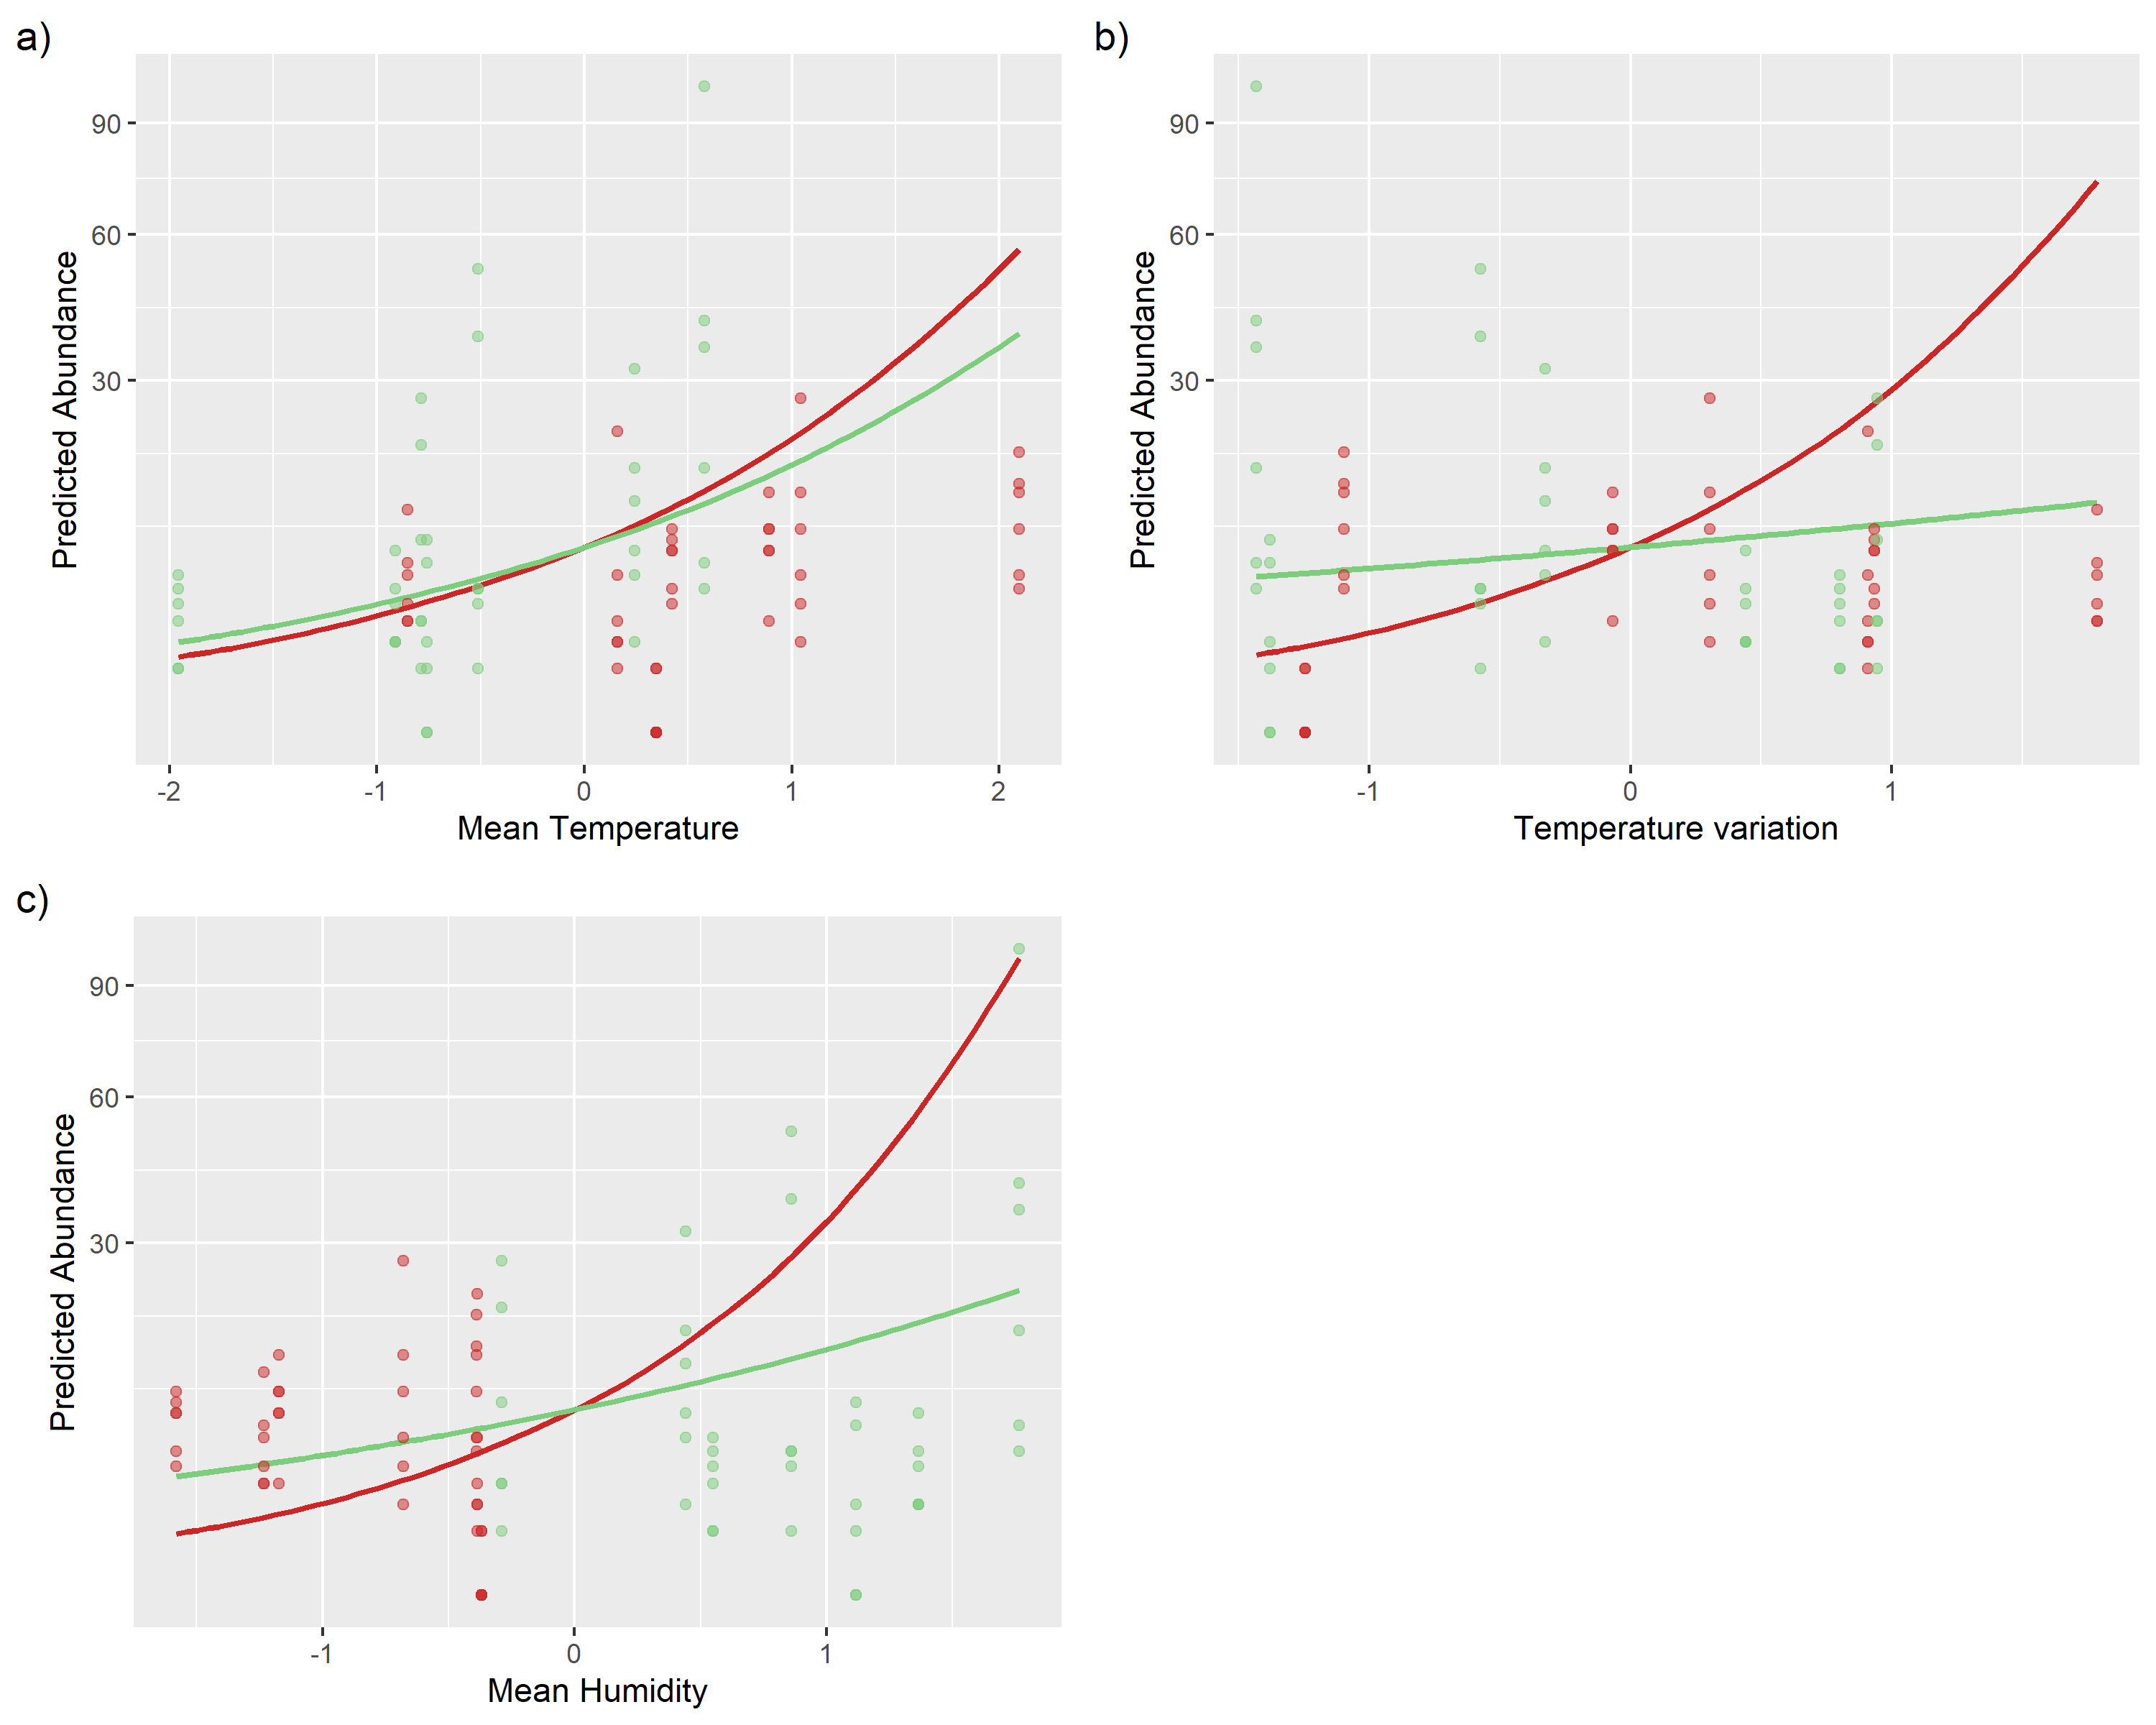 a)
90
60
30
Predicted Abundance
-2 -1 0 1 2
Mean Temperature
b)
90
60
30
Predicted Abundance
-1 0 1
Temperature variation
c)
90
60
30
Predicted Abundance
-1 0 1
Mean Humidity